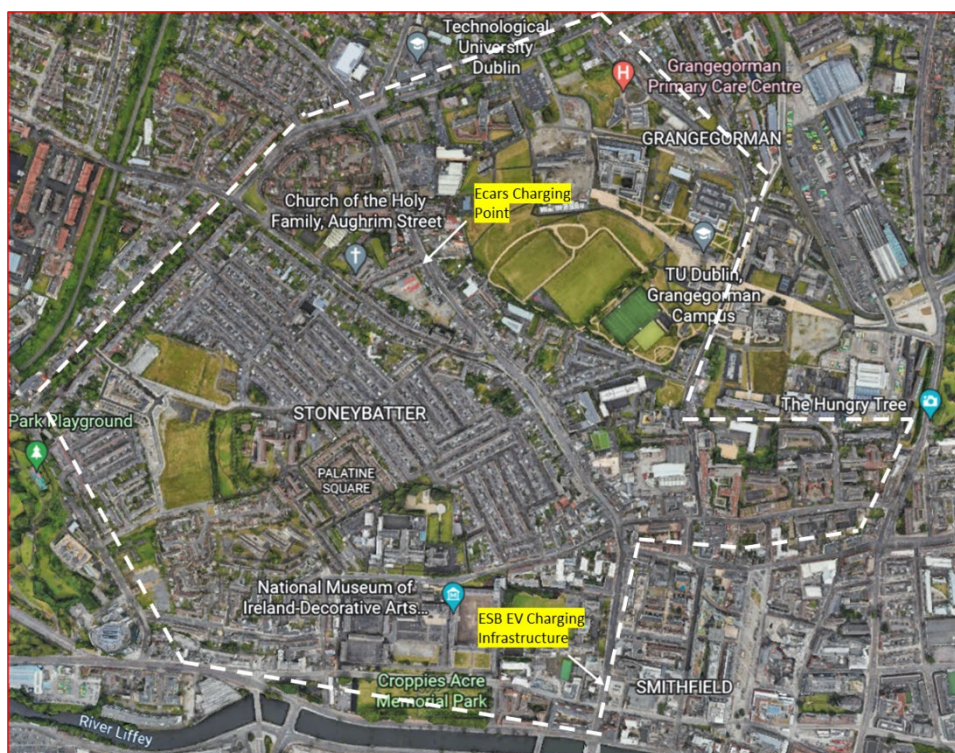 Technological
University
Dublin
Grangegorman
Primary Care Centre
GRANGEGORMAN
Ecars Charging
Point
Church of the Holy
Family, Aughrim Street
TU Dublin,
Grangegorman
Campus
The Hungry Tree
Park Playground
STONEYBATTER
PALATINE
SQUARE
National Museum of
Ireland-Decorative Arts...
ESB EV Charging
Infrastructure
Croppies Acre
Memorial Park
SMITHFIELD
River Liffey